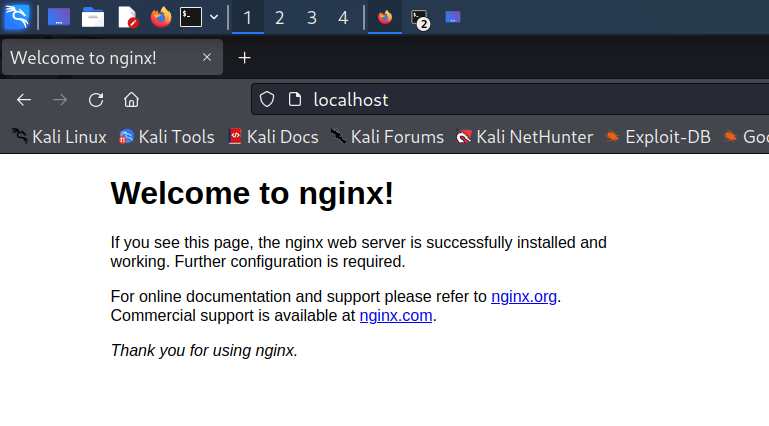 1 2 3 4 2
Welcome to nginx!
localhost
Kali Linux Kali Tools Kali Docs Kali Forums Kali NetHunter Exploit-DB Goo
Welcome to nginx!
If you see this page, the nginx web server is successfully installed and
working. Further configuration is required.
For online documentation and support please refer to nginx.org.
Commercial support is available at nginx.com.
Thank you for using nginx.